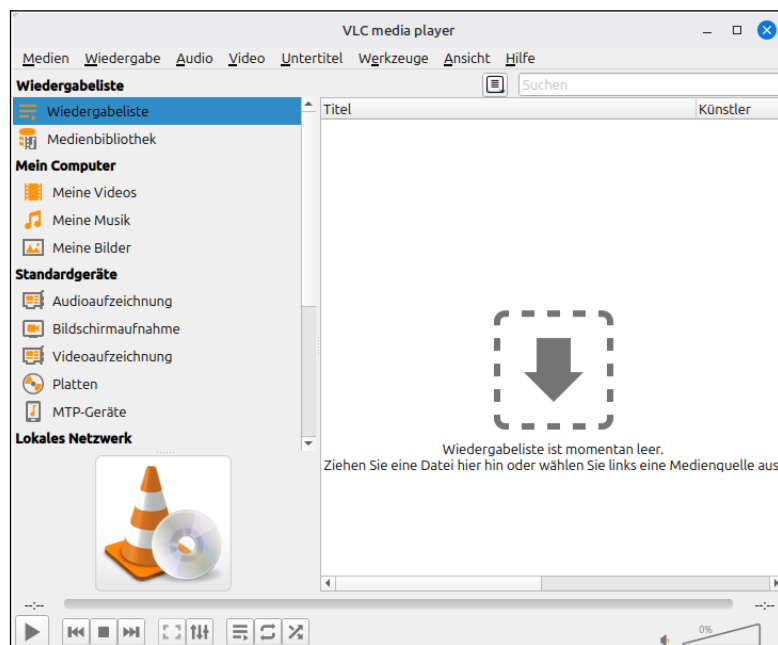 VLC media player
Medien Wiedergabe Audio Video Untertitel Werkzeuge Ansicht Hilfe
Wiedergabeliste
Suchen
Wiedergabeliste
Medienbibliothek
Mein Computer
Meine Videos
Meine Musik
Meine Bilder
Standardgeräte
Audioaufzeichnung
Bildschirmaufnahme
Videoaufzeichnung
Platten
MTP-Geräte
Lokales Netzwerk
Titel Künstler
Wiedergabeliste ist momentan leer.
Ziehen Sie eine Datei hier hin oder wählen Sie links eine Medienquelle aus
--:-- --:--
0%